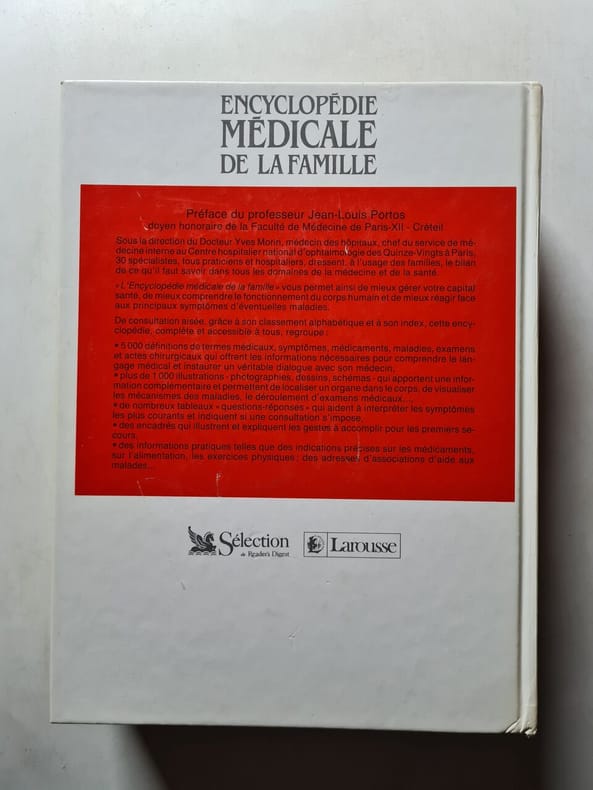 ENCYCLOPÉDIE
MÉDICALE
DE LA FAMILLE
Préface du professeur Jean-Louis Portos
doyen honoraire de la Faculté de Médecine de Paris-XII - Créteil
Sous la direction du Docteur Yves Morin, médecin des hôpitaux, chef du service de mé-
decine interne au Centre hospitalier national d'ophtalmologie des Quinze-Vingts à Paris,
30 spécialistes, tous praticiens et hospitaliers, dressent, à l'usage des familles, le bilan
de ce qu'il faut savoir dans tous les domaines de la médecine et de la santé.
« L'Encyclopédie médicale de la famille » vous permet ainsi de mieux gérer votre capital
santé, de mieux comprendre le fonctionnement du corps humain et de mieux réagir face
aux principaux symptômes d'éventuelles maladies.
De consultation aisée, grâce à son classement alphabétique et à son index, cette ency-
clopédie, complète et accessible à tous, regroupe :
• 5 000 définitions de termes médicaux, symptômes, médicaments, maladies, examens
et actes chirurgicaux qui offrent les informations nécessaires pour comprendre le lan-
gage médical et instaurer un véritable dialogue avec son médecin,
• plus de 1 000 illustrations - photographies, dessins, schémas - qui apportent une infor-
mation complémentaire et permettent de localiser un organe dans le corps, de visualiser
les mécanismes des maladies, le déroulement d'examens médicaux...
• de nombreux tableaux « questions-réponses » qui aident à interpréter les symptômes
les plus courants et indiquent si une consultation s'impose,
• des encadrés qui illustrent et expliquent les gestes à accomplir pour les premiers se-
cours,
• des informations pratiques telles que des indications précises sur les médicaments,
sur l'alimentation, les exercices physiques ; des adresses d'associations d'aide aux
malades...
Sélection
du Reader's Digest
Larousse